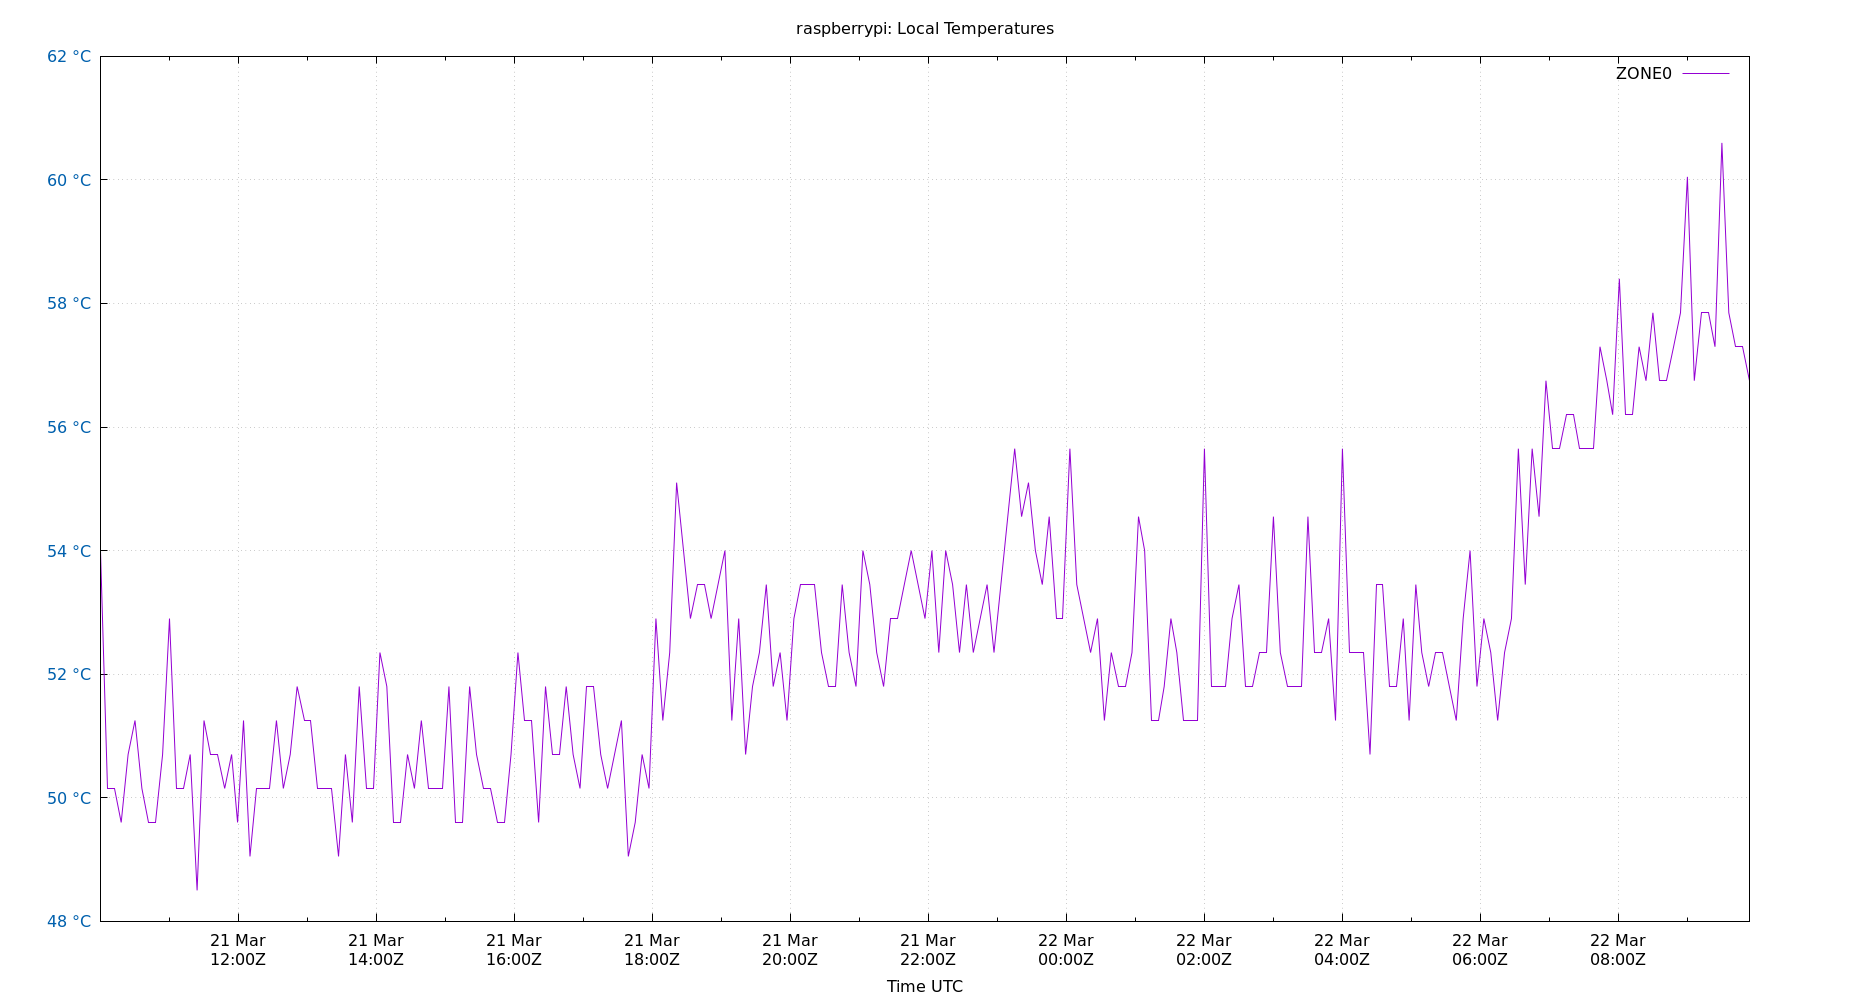 raspberrypi: Local Temperatures
62 °C
ZONE0
60 °C
58 °C
56 °C
54 °C
52 °C
50 °C
48 °C
21 Mar 21 Mar 21 Mar 21 Mar 21 Mar 21 Mar 22 Mar 22 Mar 22 Mar 22 Mar 22 Mar
12:00Z 14:00Z 16:00Z 18:00Z 20:00Z 22:00Z 00:00Z 02:00Z 04:00Z 06:00Z 08:00Z
Time UTC